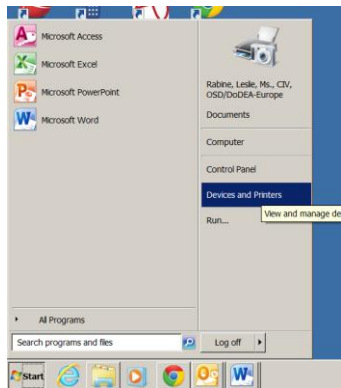 Microsoft Access
Microsoft Excel
Microsoft PowerPoint
Microsoft Word
All Programs
Search programs and files
Rabine, Leslie, Ms., CIV,
OSD/DoDEA-Europe
Documents
Computer
Control Panel
Devices and Printers
View and manage de
Run...
Log off
Start